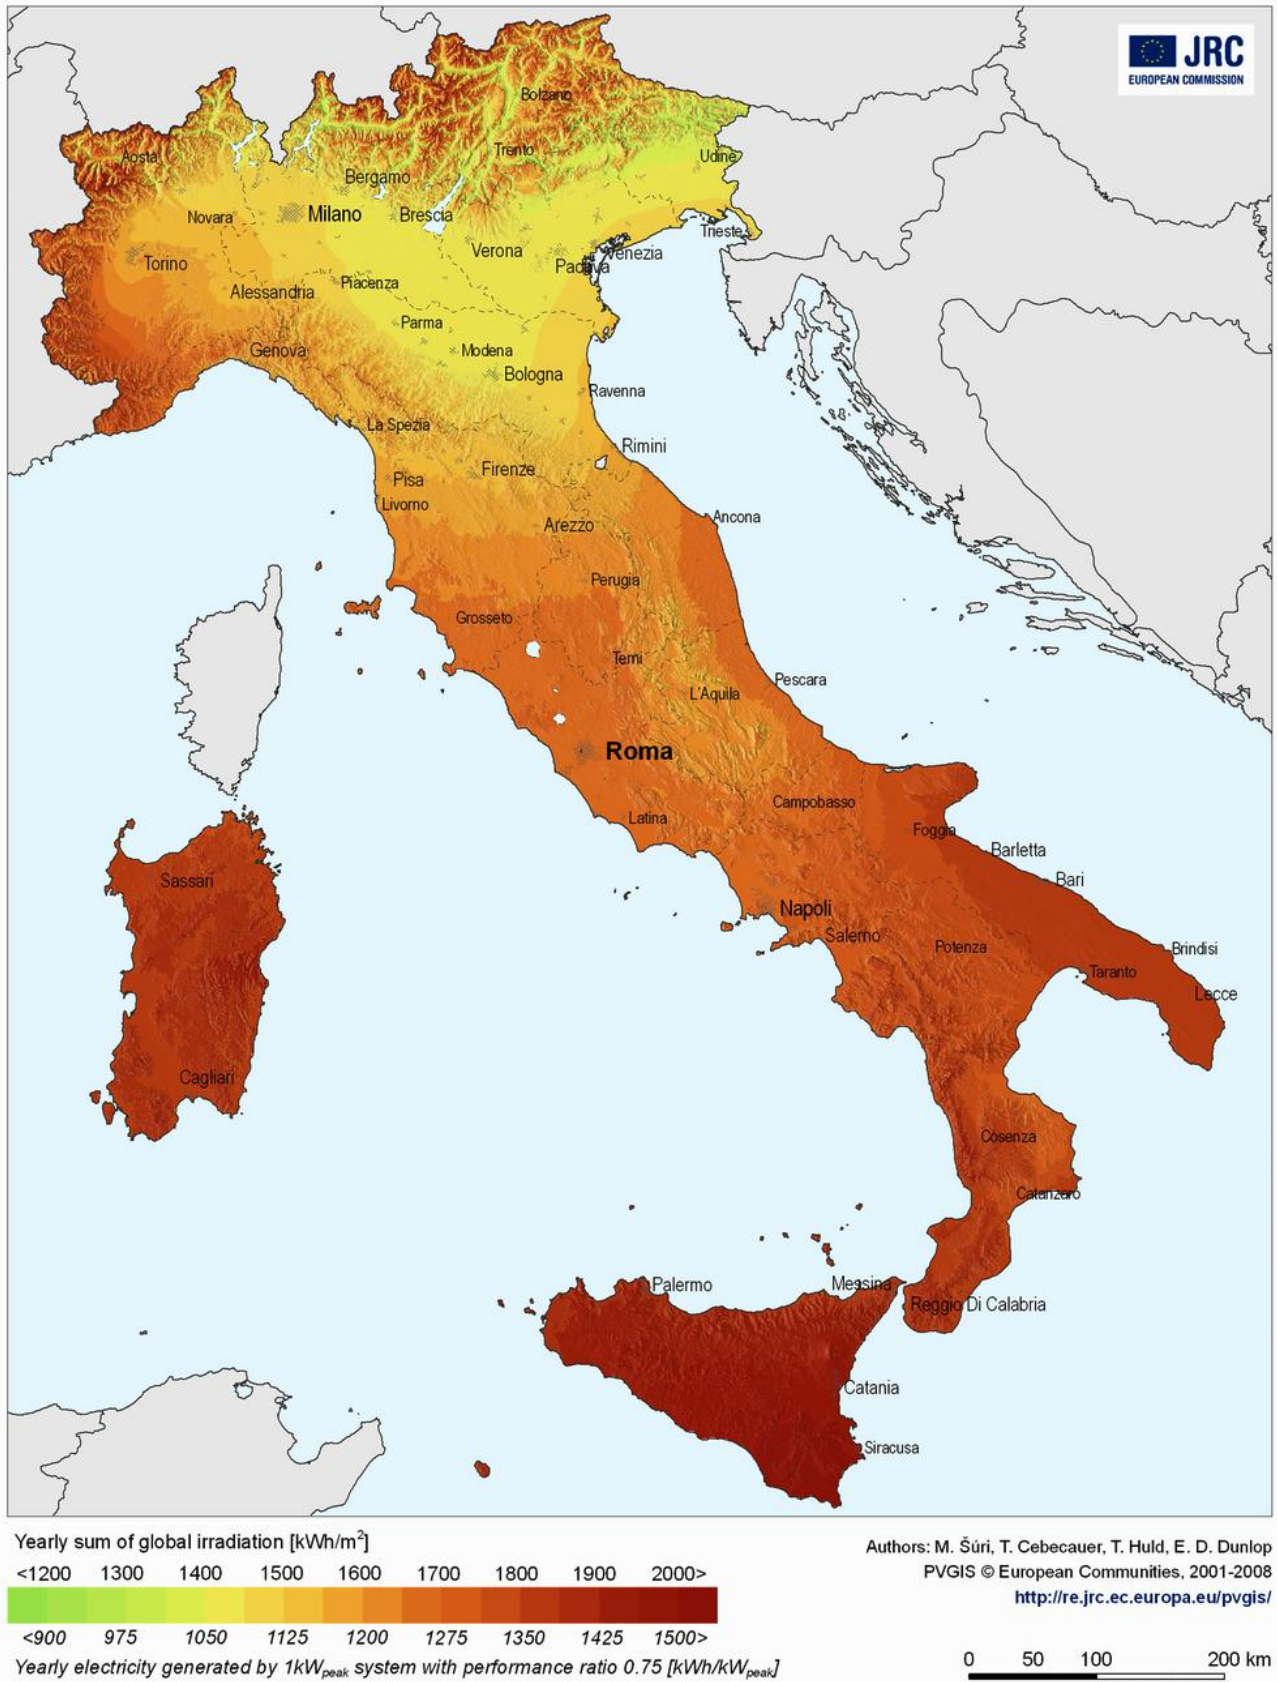 JRC
EUROPEAN COMMISSION
Bolzano
Trento
Udine
Aosta
Bergamo
Novara
Milano
Brescia
Trieste
Verona
Venezia
Torino
Padova
Alessandria
Piacenza
Parma
Genova
Modena
Bologna
Ravenna
La Spezia
Rimini
Firenze
Pisa
Livorno
Ancona
Arezzo
Perugia
Grosseto
Terni
Pescara
L'Aquila
Roma
Campobasso
Latina
Foggia
Barletta
Sassari
Bari
Napoli
Salerno
Potenza
Brindisi
Taranto
Lecce
Cagliari
Cosenza
Catanzaro
Palermo
Messina
Reggio Di Calabria
Catania
Siracusa
Yearly sum of global irradiation [kWh/m²]
<1200 1300 1400 1500 1600 1700 1800 1900 2000>
<900 975 1050 1125 1200 1275 1350 1425 1500>
Yearly electricity generated by 1kWpeak system with performance ratio 0.75 [kWh/kWpeak]
Authors: M. Šúri, T. Cebecauer, T. Huld, E. D. Dunlop
PVGIS © European Communities, 2001-2008
http://re.jrc.ec.europa.eu/pvgis/
0 50 100 200 km